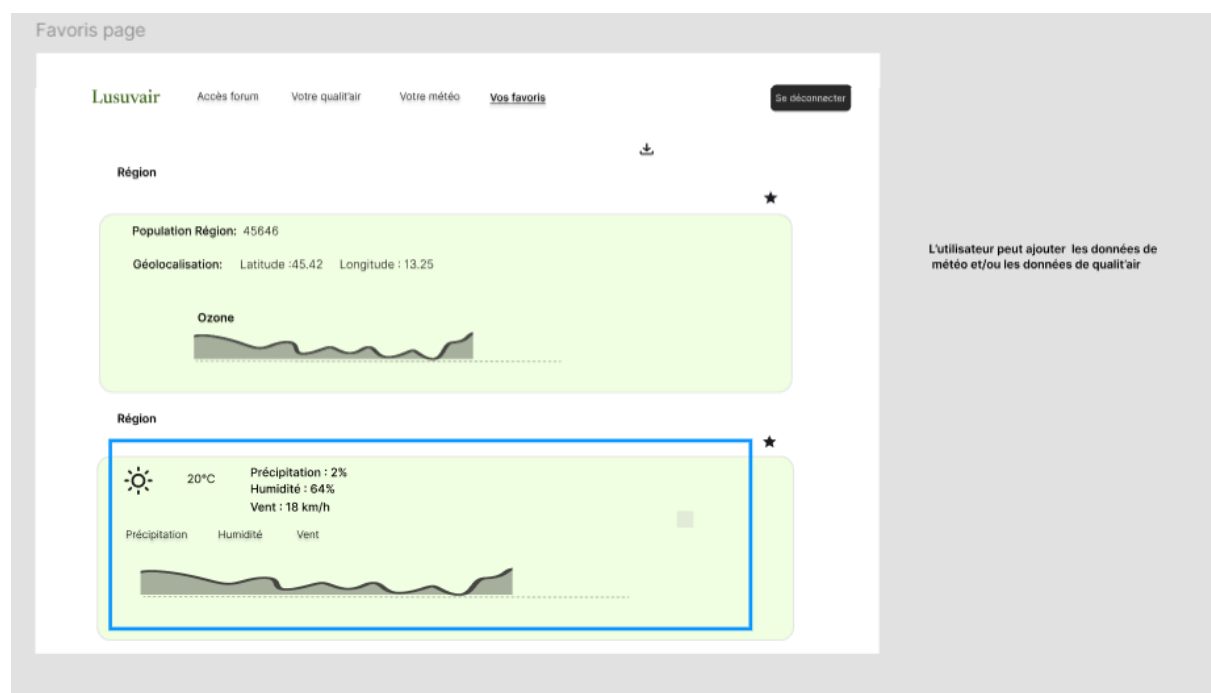 Favoris page
Lusuvair Accès forum Votre qualit'air Votre météo Vos favoris Se déconnecter
Région
Population Région: 45646
Géolocalisation: Latitude :45.42 Longitude : 13.25
L'utilisateur peut ajouter les données de
météo et/ou les données de qualit'air
Ozone
Région
20°C
Précipitation : 2%
Humidité : 64%
Vent : 18 km/h
Précipitation Humidité Vent